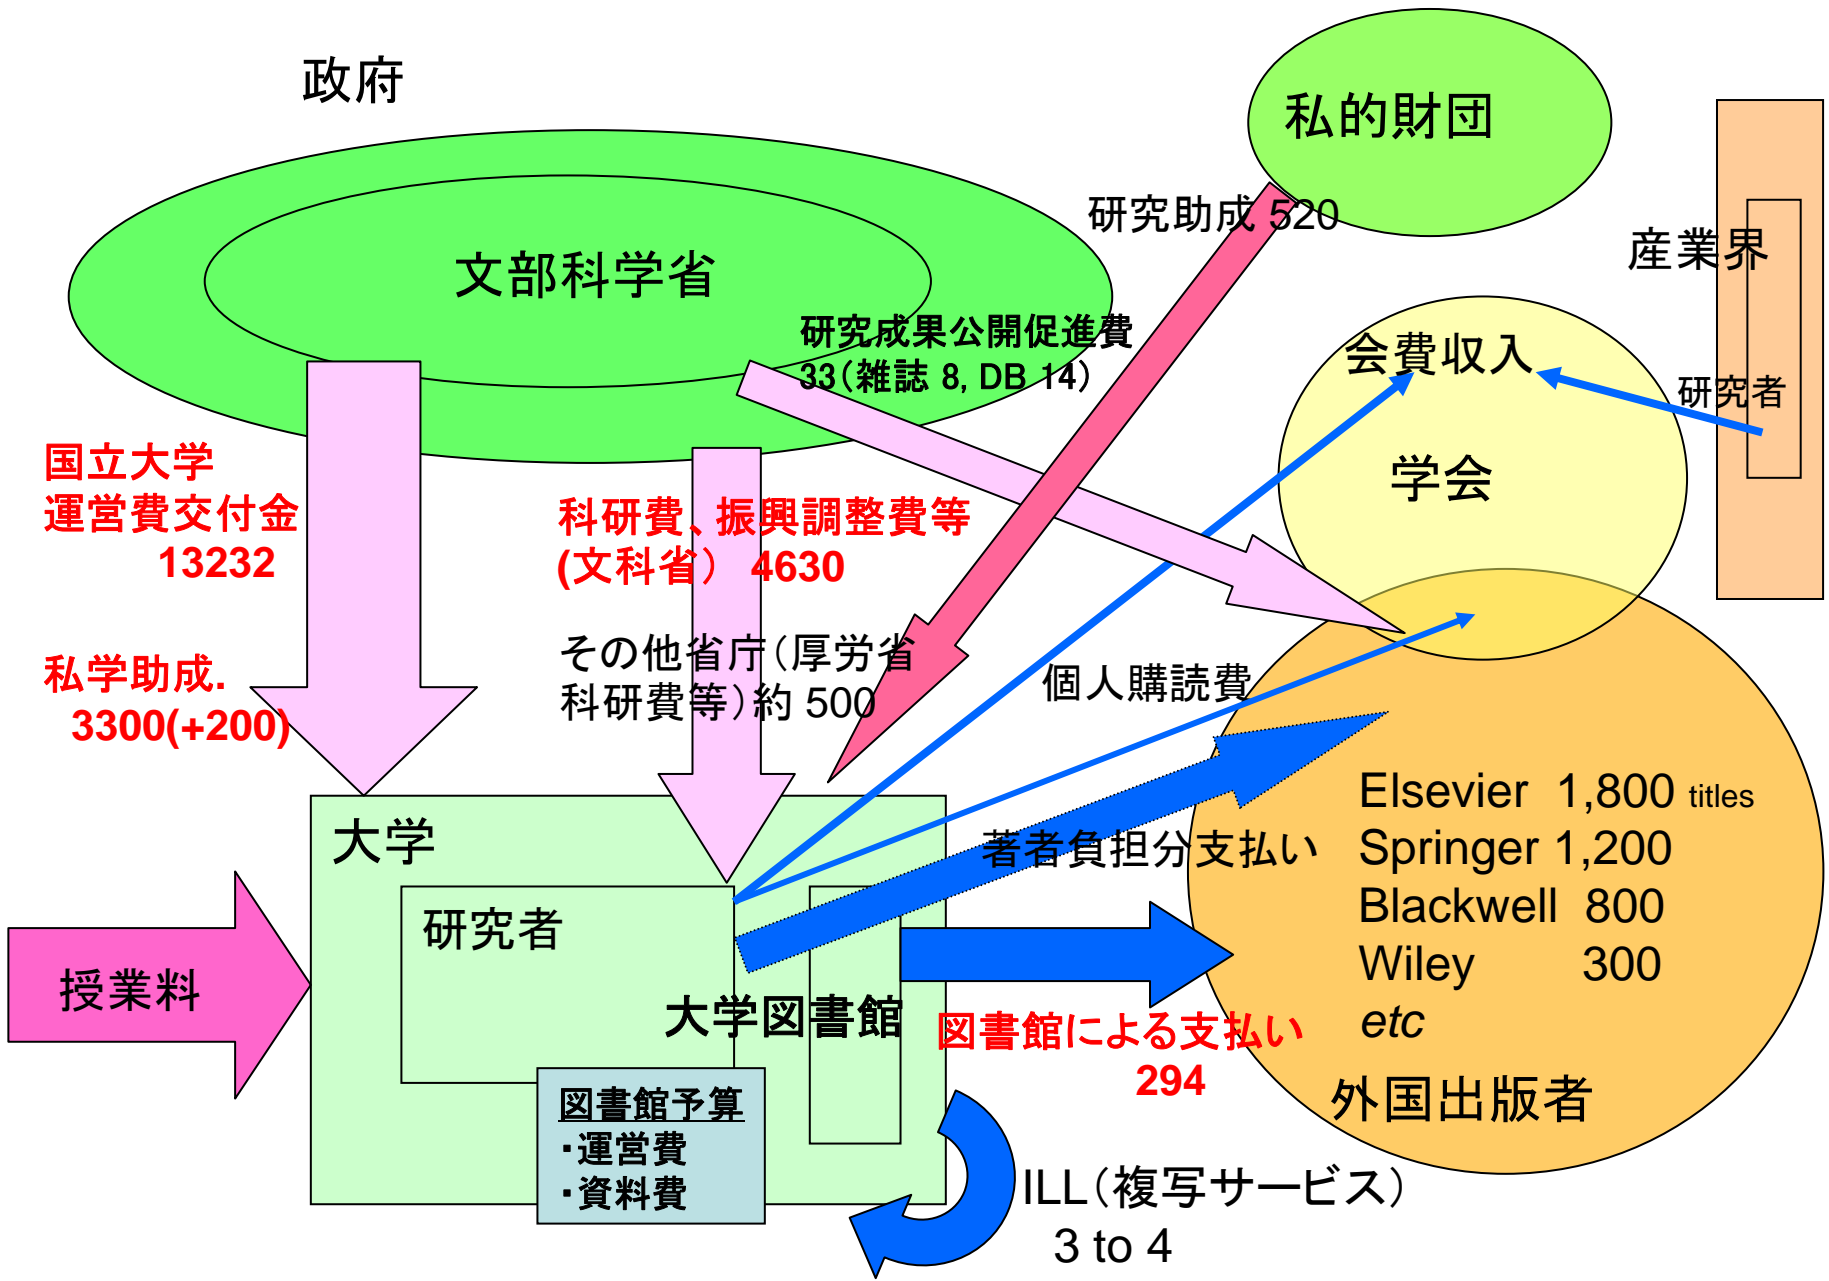 政府
私的財団
文部科学省
研究助成 520
産業界
研究成果公開促進費
33(雑誌 8, DB 14)
会費収入
研究者
学会
国立大学
運営費交付金
13232
科研費、振興調整費等
(文科省) 4630
私学助成.
3300(+200)
その他省庁(厚労省
科研費等)約 500
個人購読費
大学
著者負担分支払い
Elsevier 1,800 titles
Springer 1,200
Blackwell 800
Wiley 300
etc
外国出版者
研究者
授業料
大学図書館
図書館による支払い
294
図書館予算
・運営費
・資料費
ILL(複写サービス)
3 to 4